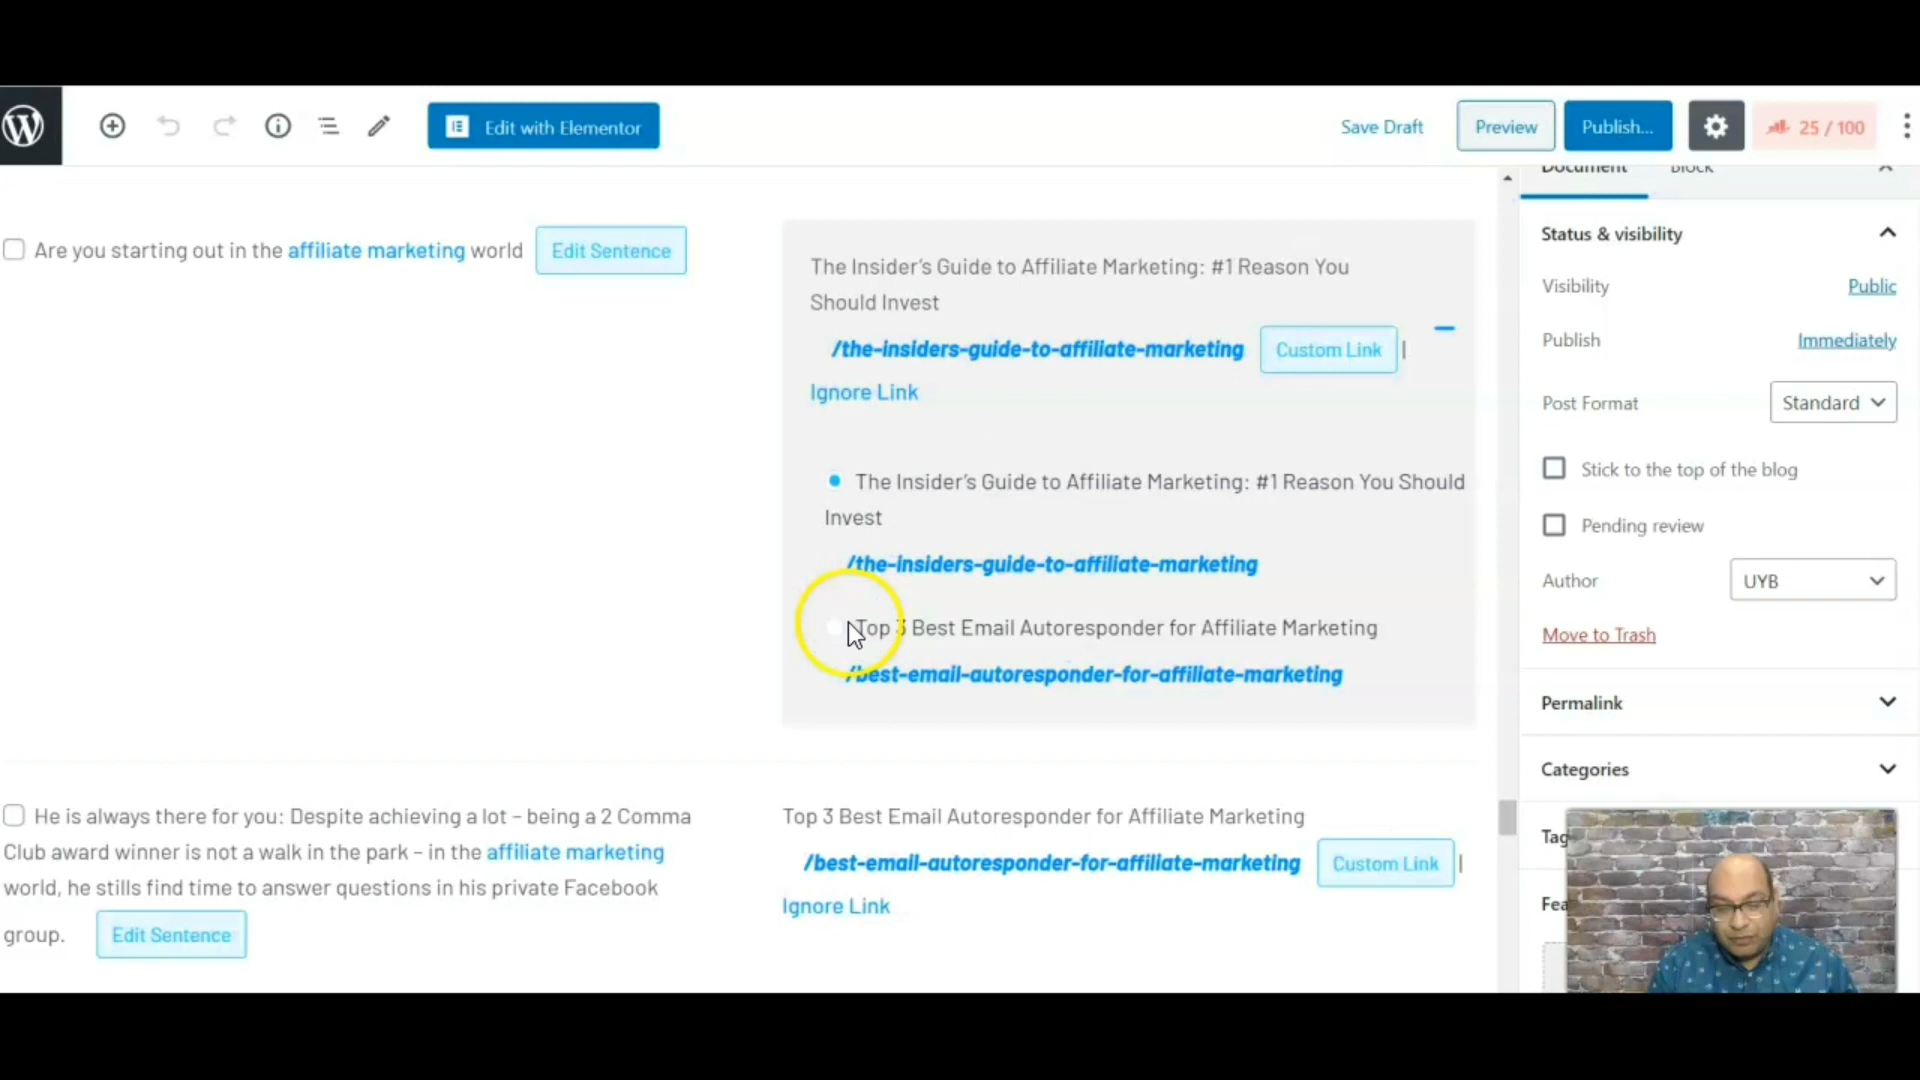 Edit with Elementor
Save Draft
Preview
Publish...
25 / 100
Document
Block
Are you starting out in the affiliate marketing world
Edit Sentence
The Insider's Guide to Affiliate Marketing: #1 Reason You
Should Invest
/the-insiders-guide-to-affiliate-marketing
Custom Link |
Ignore Link
The Insider's Guide to Affiliate Marketing: #1 Reason You Should
Invest
/the-insiders-guide-to-affiliate-marketing
Top 3 Best Email Autoresponder for Affiliate Marketing
/best-email-autoresponder-for-affiliate-marketing
He is always there for you: Despite achieving a lot – being a 2 Comma
Club award winner is not a walk in the park – in the affiliate marketing
world, he stills find time to answer questions in his private Facebook
group.
Edit Sentence
Top 3 Best Email Autoresponder for Affiliate Marketing
/best-email-autoresponder-for-affiliate-marketing
Custom Link |
Ignore Link
Status & visibility
Visibility
Public
Publish
Immediately
Post Format
Standard
Stick to the top of the blog
Pending review
Author
UYB
Move to Trash
Permalink
Categories
Tag
Fea